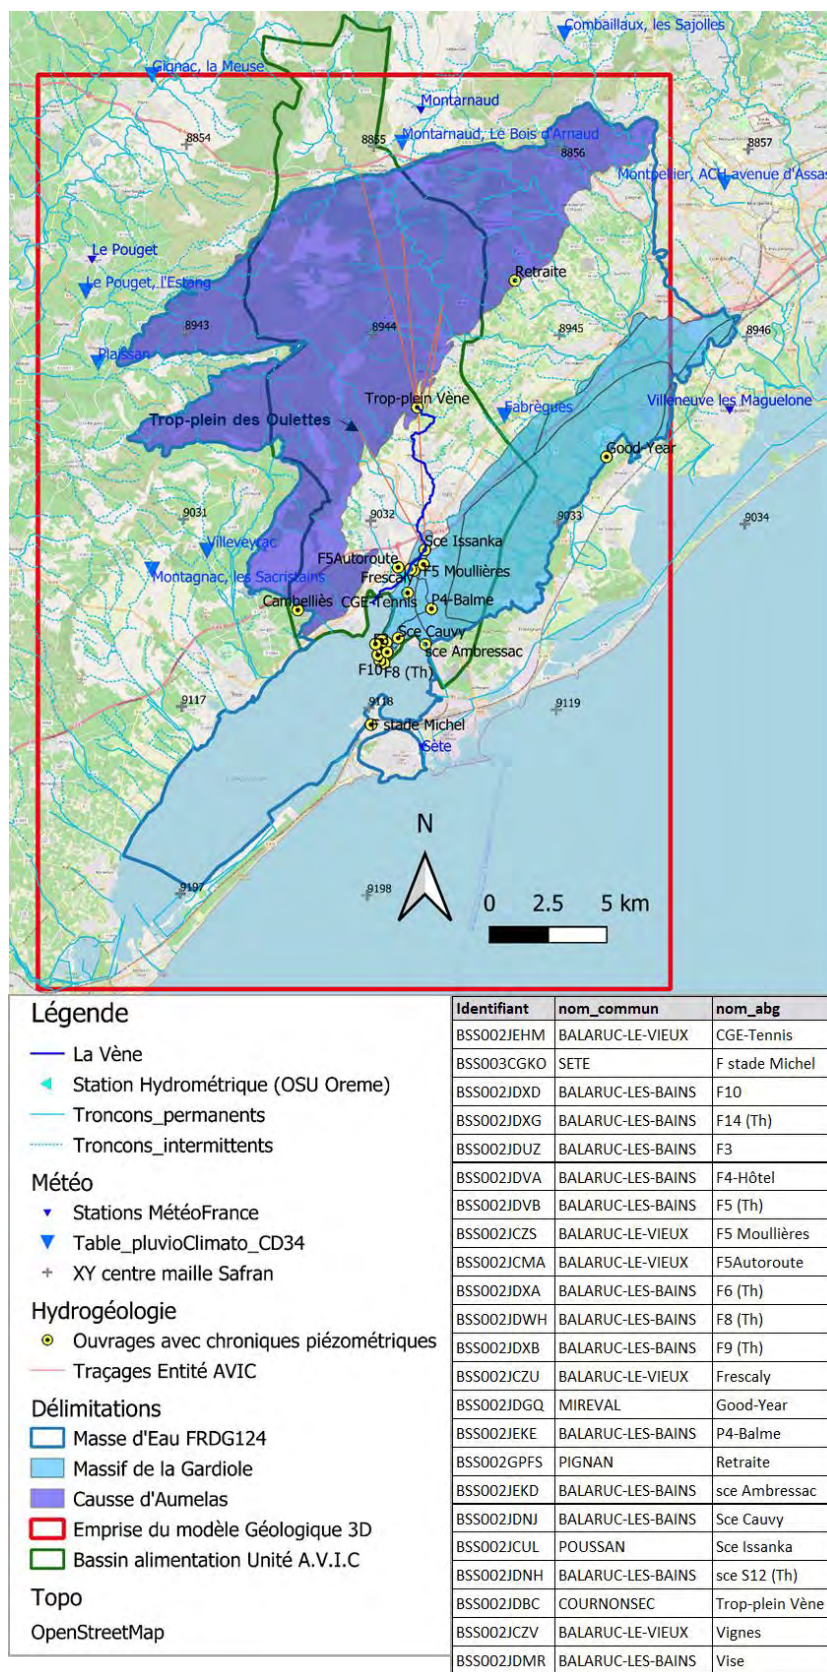 Combaillaux, les Sajolles
Gignac, la Meuse
Montarnaud
8854
8855
Montarnaud, Le Bois d'Arnaud
8856
8857
Montpellier, ACH avenue d'Assas
Le Pouget
Retraite
Le Pouget, l'Estang
8943
8944
8945
8946
Plaissan
Trop-plein Vène
Fabrègues
Villeneuve les Maguelone
Trop-plein des Oulettes
Good-Year
9031
9032
9033
9034
Sce Issanka
Villeveyrac
F5Autoroute
F5 Moullières
Montagnac, les Sacristains
Frescaly
CGE-Tennis
P4-Balme
Cambelliès
Sce Cauvy
sce Ambressac
F10
F8 (Th)
9117
9118
9119
F stade Michel
Sète
N
9197
9198
0 2.5 5 km
Légende
La Vène
Station Hydrométrique (OSU Oreme)
Troncons_permanents
Troncons_intermittents
Météo
Stations MétéoFrance
Table_pluvioClimato_CD34
XY centre maille Safran
Hydrogéologie
Ouvrages avec chroniques piézométriques
Traçages Entité AVIC
Délimitations
Masse d'Eau FRDG124
Massif de la Gardiole
Causse d'Aumelas
Emprise du modèle Géologique 3D
Bassin alimentation Unité A.V.I.C
Topo
OpenStreetMap
Identifiant nom_commun nom_abg
BSS002JEHM BALARUC-LE-VIEUX CGE-Tennis
BSS003CGKO SETE F stade Michel
BSS002JDXD BALARUC-LES-BAINS F10
BSS002JDXG BALARUC-LES-BAINS F14 (Th)
BSS002JDUZ BALARUC-LES-BAINS F3
BSS002JDVA BALARUC-LES-BAINS F4-Hôtel
BSS002JDVB BALARUC-LES-BAINS F5 (Th)
BSS002JCZS BALARUC-LE-VIEUX F5 Moullières
BSS002JCMA BALARUC-LE-VIEUX F5Autoroute
BSS002JDXA BALARUC-LES-BAINS F6 (Th)
BSS002JDWH BALARUC-LES-BAINS F8 (Th)
BSS002JDXB BALARUC-LES-BAINS F9 (Th)
BSS002JCZU BALARUC-LE-VIEUX Frescaly
BSS002JDGQ MIREVAL Good-Year
BSS002JEKE BALARUC-LES-BAINS P4-Balme
BSS002GPFS PIGNAN Retraite
BSS002JEKD BALARUC-LES-BAINS sce Ambressac
BSS002JDNJ BALARUC-LES-BAINS Sce Cauvy
BSS002JCUL POUSSAN Sce Issanka
BSS002JDNH BALARUC-LES-BAINS sce S12 (Th)
BSS002JDBC COURNONSEC Trop-plein Vène
BSS002JCZV BALARUC-LE-VIEUX Vignes
BSS002JDMR BALARUC-LES-BAINS Vise